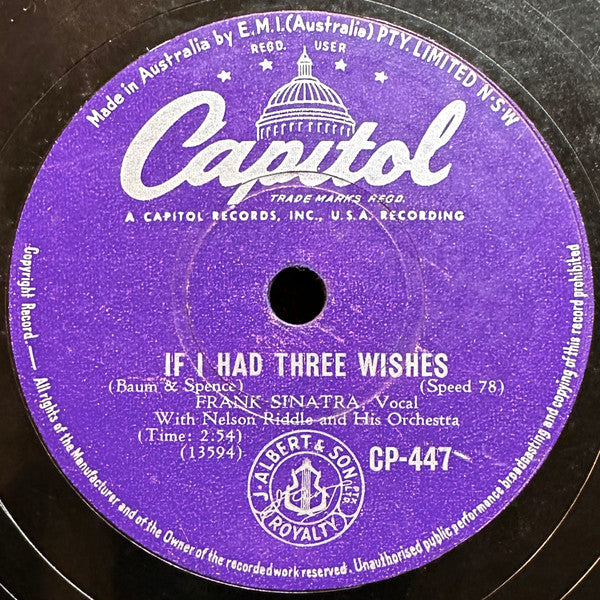 Made in Australia by E.M.I.(Australia) PTY. LIMITED N·S·W
REGD. USER
Capitol
TRADE MARKS REGD.
A CAPITOL RECORDS, INC., U.S.A. RECORDING
IF I HAD THREE WISHES
(Baum & Spence) (Speed 78)
FRANK SINATRA, Vocal
With Nelson Riddle and His Orchestra
(Time: 2:54)
(13594)
CP-447
J. ALBERT & SON PTY. LTD.
ROYALTY
Copyright Record — All rights of the Manufacturer and of the Owner of the recorded work reserved. Unauthorised public performance broadcasting and copying of this record prohibited